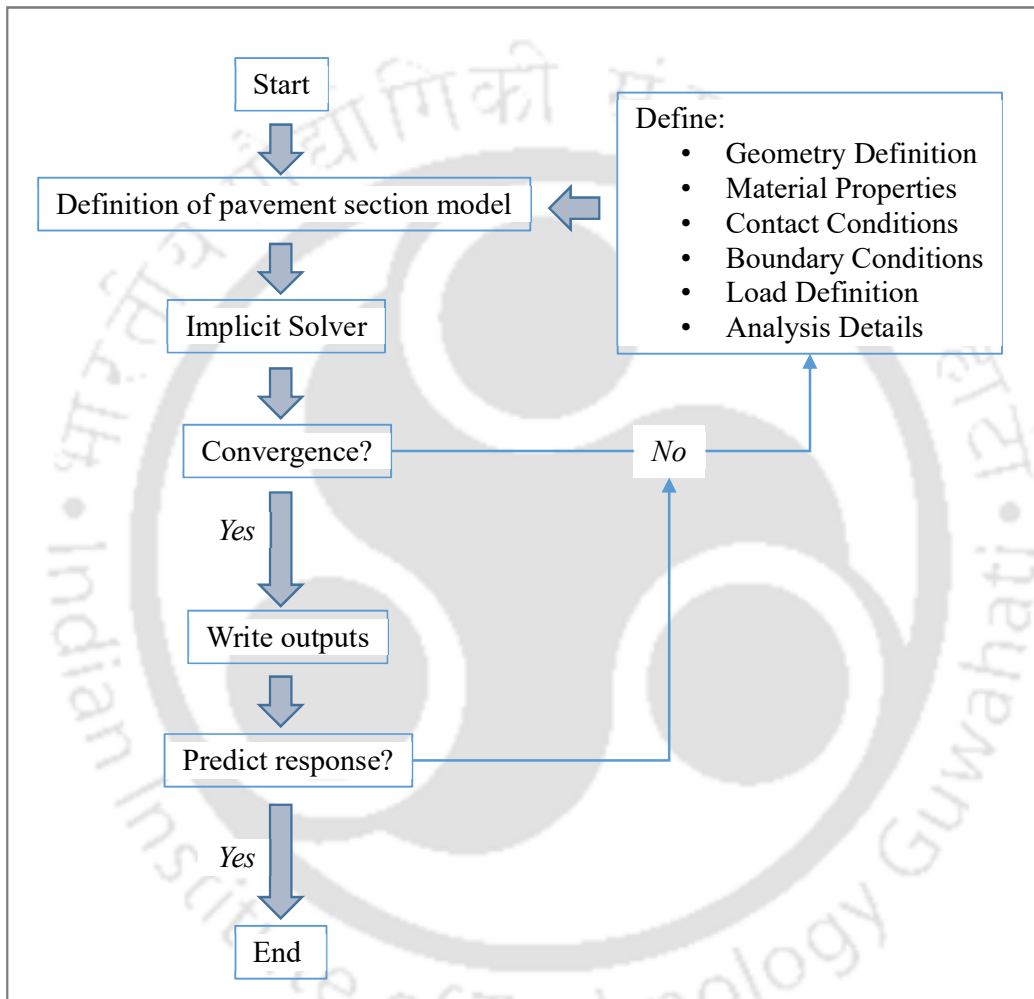 Start
Define:
• Geometry Definition
• Material Properties
• Contact Conditions
• Boundary Conditions
• Load Definition
• Analysis Details
Definition of pavement section model
Implicit Solver
Convergence?
No
Yes
Write outputs
Predict response?
Yes
End
Indian Institute of Technology Guwahati